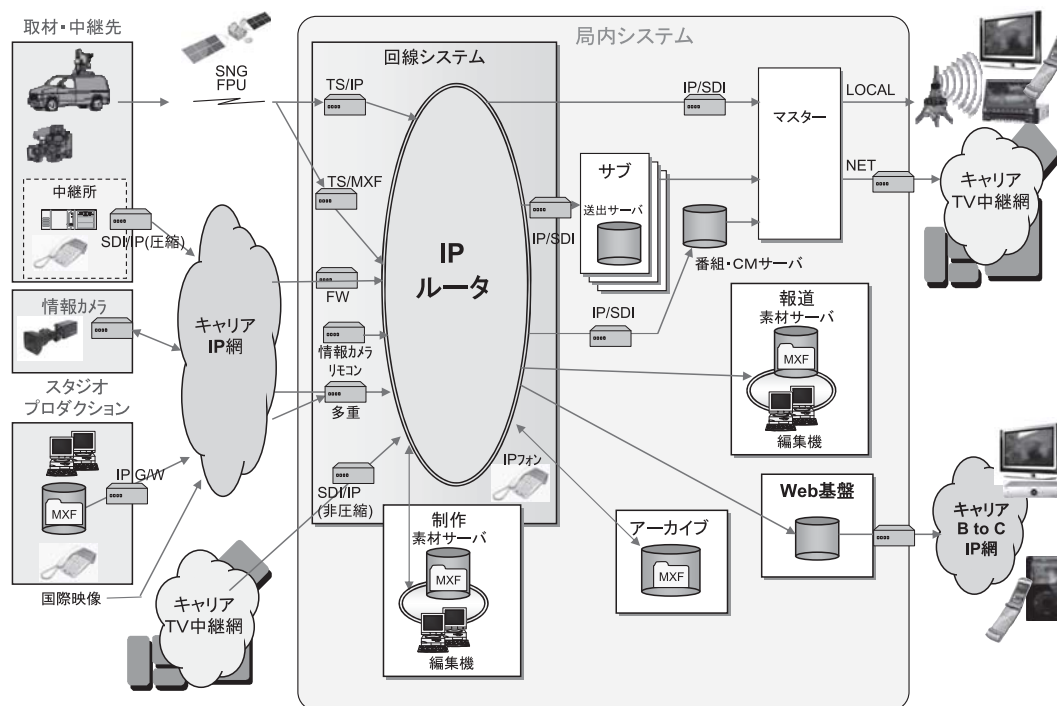 取材・中継先
中継所
SDI/IP(圧縮)
情報カメラ
スタジオ
プロダクション
IP G/W
MXF
国際映像
SNG
FPU
キャリア
IP網
キャリア
TV中継網
局内システム
回線システム
TS/IP
TS/MXF
FW
情報カメラ
リモコン
多重
SDI/IP
(非圧縮)
IP
ルータ
IPフォン
IP/SDI
IP/SDI
IP/SDI
サブ
送出サーバ
番組・CMサーバ
マスター
LOCAL
NET
キャリア
TV中継網
報道
素材サーバ
MXF
編集機
制作
素材サーバ
MXF
編集機
アーカイブ
MXF
Web基盤
キャリア
B to C
IP網